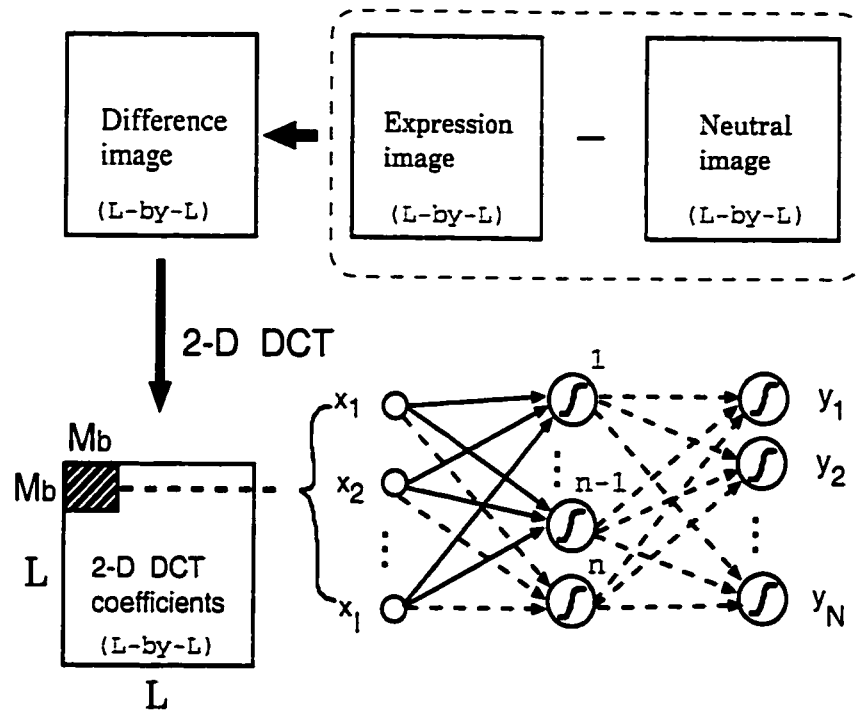 Difference
image
(L-by-L)
Expression
image
(L-by-L)
–
Neutral
image
(L-by-L)
2-D DCT
Mb
Mb
L
2-D DCT
coefficients
(L-by-L)
L
x1
x2
xI
1
n-1
n
y1
y2
yN